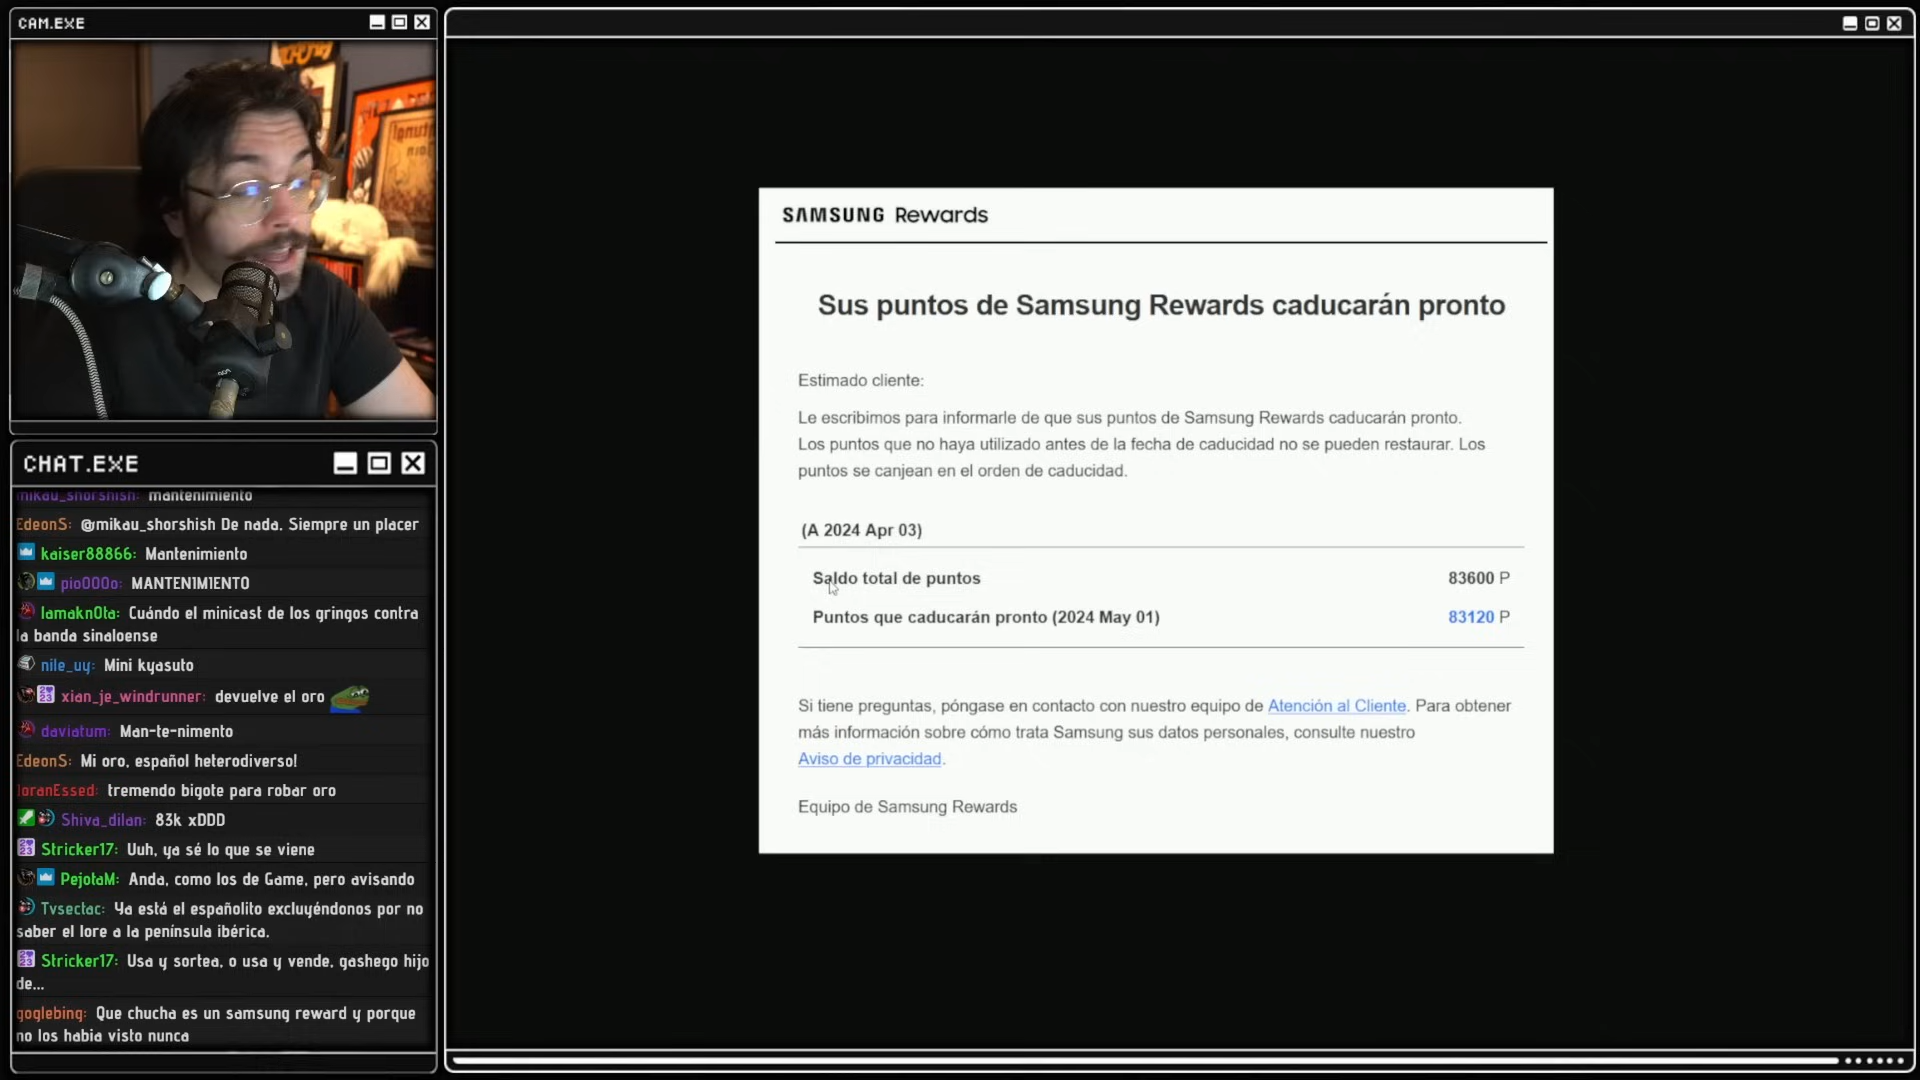 CAM.EXE
CHAT.EXE
mikau_shorshish: mantenimiento
EdeonS: @mikau_shorshish De nada. Siempre un placer
kaiser88866: Mantenimiento
pio000o: MANTEN1M1ENTO
lamakn0ta: Cuándo el minicast de los gringos contra
la banda sinaloense
nile_uy: Mini kyasuto
xian_je_windrunner: devuelve el oro
daviatum: Man-te-nimento
EdeonS: Mi oro, español heterodiverso!
loranEssed: tremendo bigote para robar oro
Shiva_dilan: 83k xDDD
Stricker17: Uuh, ya sé lo que se viene
PejotaM: Anda, como los de Game, pero avisando
Tvsectac: Ya está el españolito excluyéndonos por no
saber el lore a la península ibérica.
Stricker17: Usa y sortea, o usa y vende, gashego hijo
de...
goglebing: Que chucha es un samsung reward y porque
no los habia visto nunca
SAMSUNG Rewards
Sus puntos de Samsung Rewards caducarán pronto
Estimado cliente:
Le escribimos para informarle de que sus puntos de Samsung Rewards caducarán pronto.
Los puntos que no haya utilizado antes de la fecha de caducidad no se pueden restaurar. Los
puntos se canjean en el orden de caducidad.
(A 2024 Apr 03)
Saldo total de puntos 83600 P
Puntos que caducarán pronto (2024 May 01) 83120 P
Si tiene preguntas, póngase en contacto con nuestro equipo de Atención al Cliente. Para obtener
más información sobre cómo trata Samsung sus datos personales, consulte nuestro
Aviso de privacidad.
Equipo de Samsung Rewards